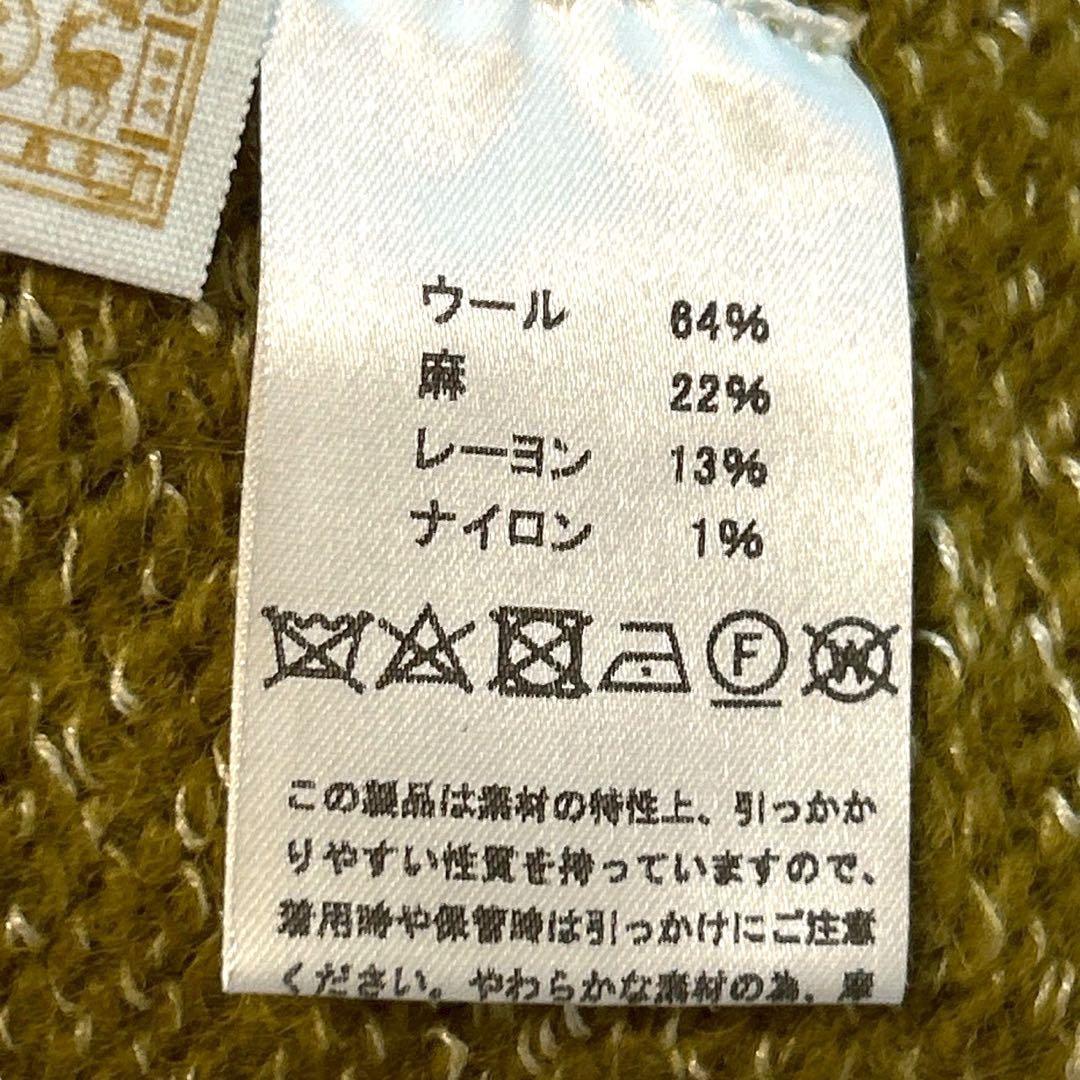 ウール 64%
麻 22%
レーヨン 13%
ナイロン 1%
F W
この製品は素材の特性上、引っかか
りやすい性質を持っていますので、
着用時や保管時は引っかけにご注意
ください。やわらかな素材の為、摩